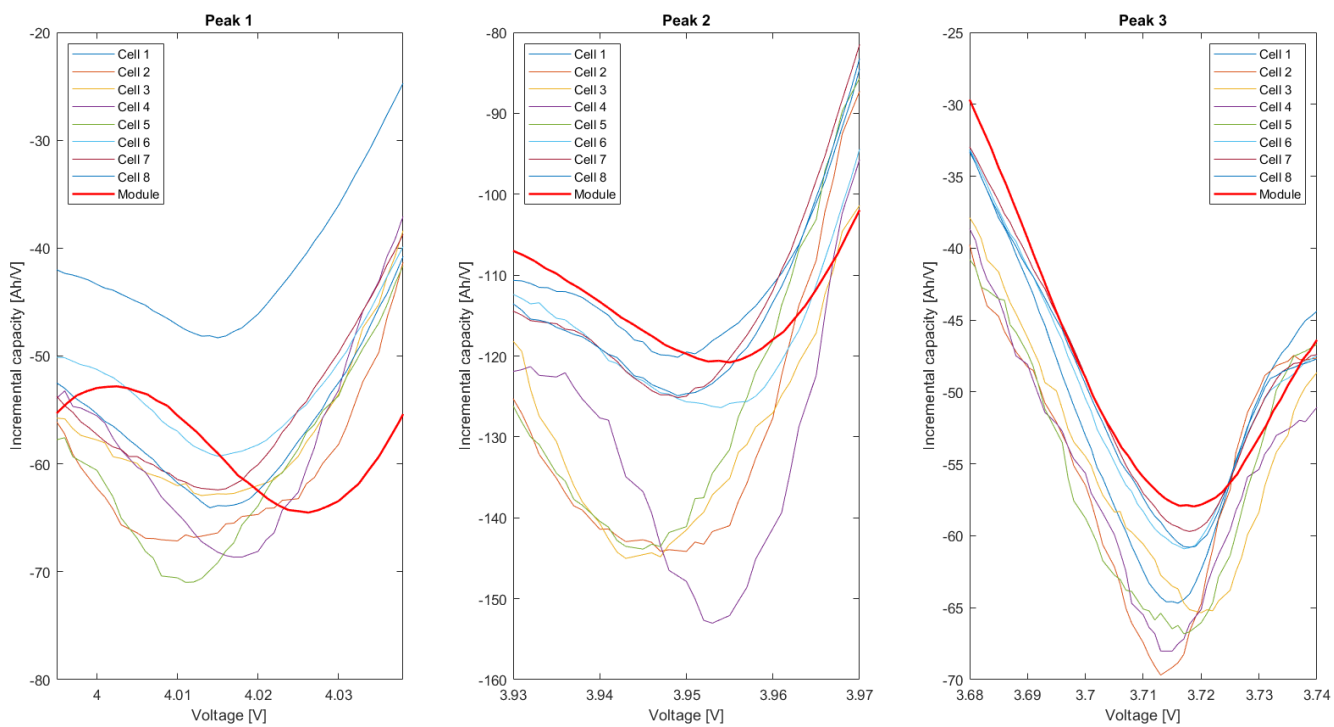 Peak 1
-20
-30
-40
-50
-60
-70
-80
Incremental capacity [Ah/V]
4
4.01
4.02
4.03
Voltage [V]
Cell 1
Cell 2
Cell 3
Cell 4
Cell 5
Cell 6
Cell 7
Cell 8
Module
Peak 2
-80
-90
-100
-110
-120
-130
-140
-150
-160
Incremental capacity [Ah/V]
3.93
3.94
3.95
3.96
3.97
Voltage [V]
Cell 1
Cell 2
Cell 3
Cell 4
Cell 5
Cell 6
Cell 7
Cell 8
Module
Peak 3
-25
-30
-35
-40
-45
-50
-55
-60
-65
-70
Incremental capacity [Ah/V]
3.68
3.69
3.7
3.71
3.72
3.73
3.74
Voltage [V]
Cell 1
Cell 2
Cell 3
Cell 4
Cell 5
Cell 6
Cell 7
Cell 8
Module